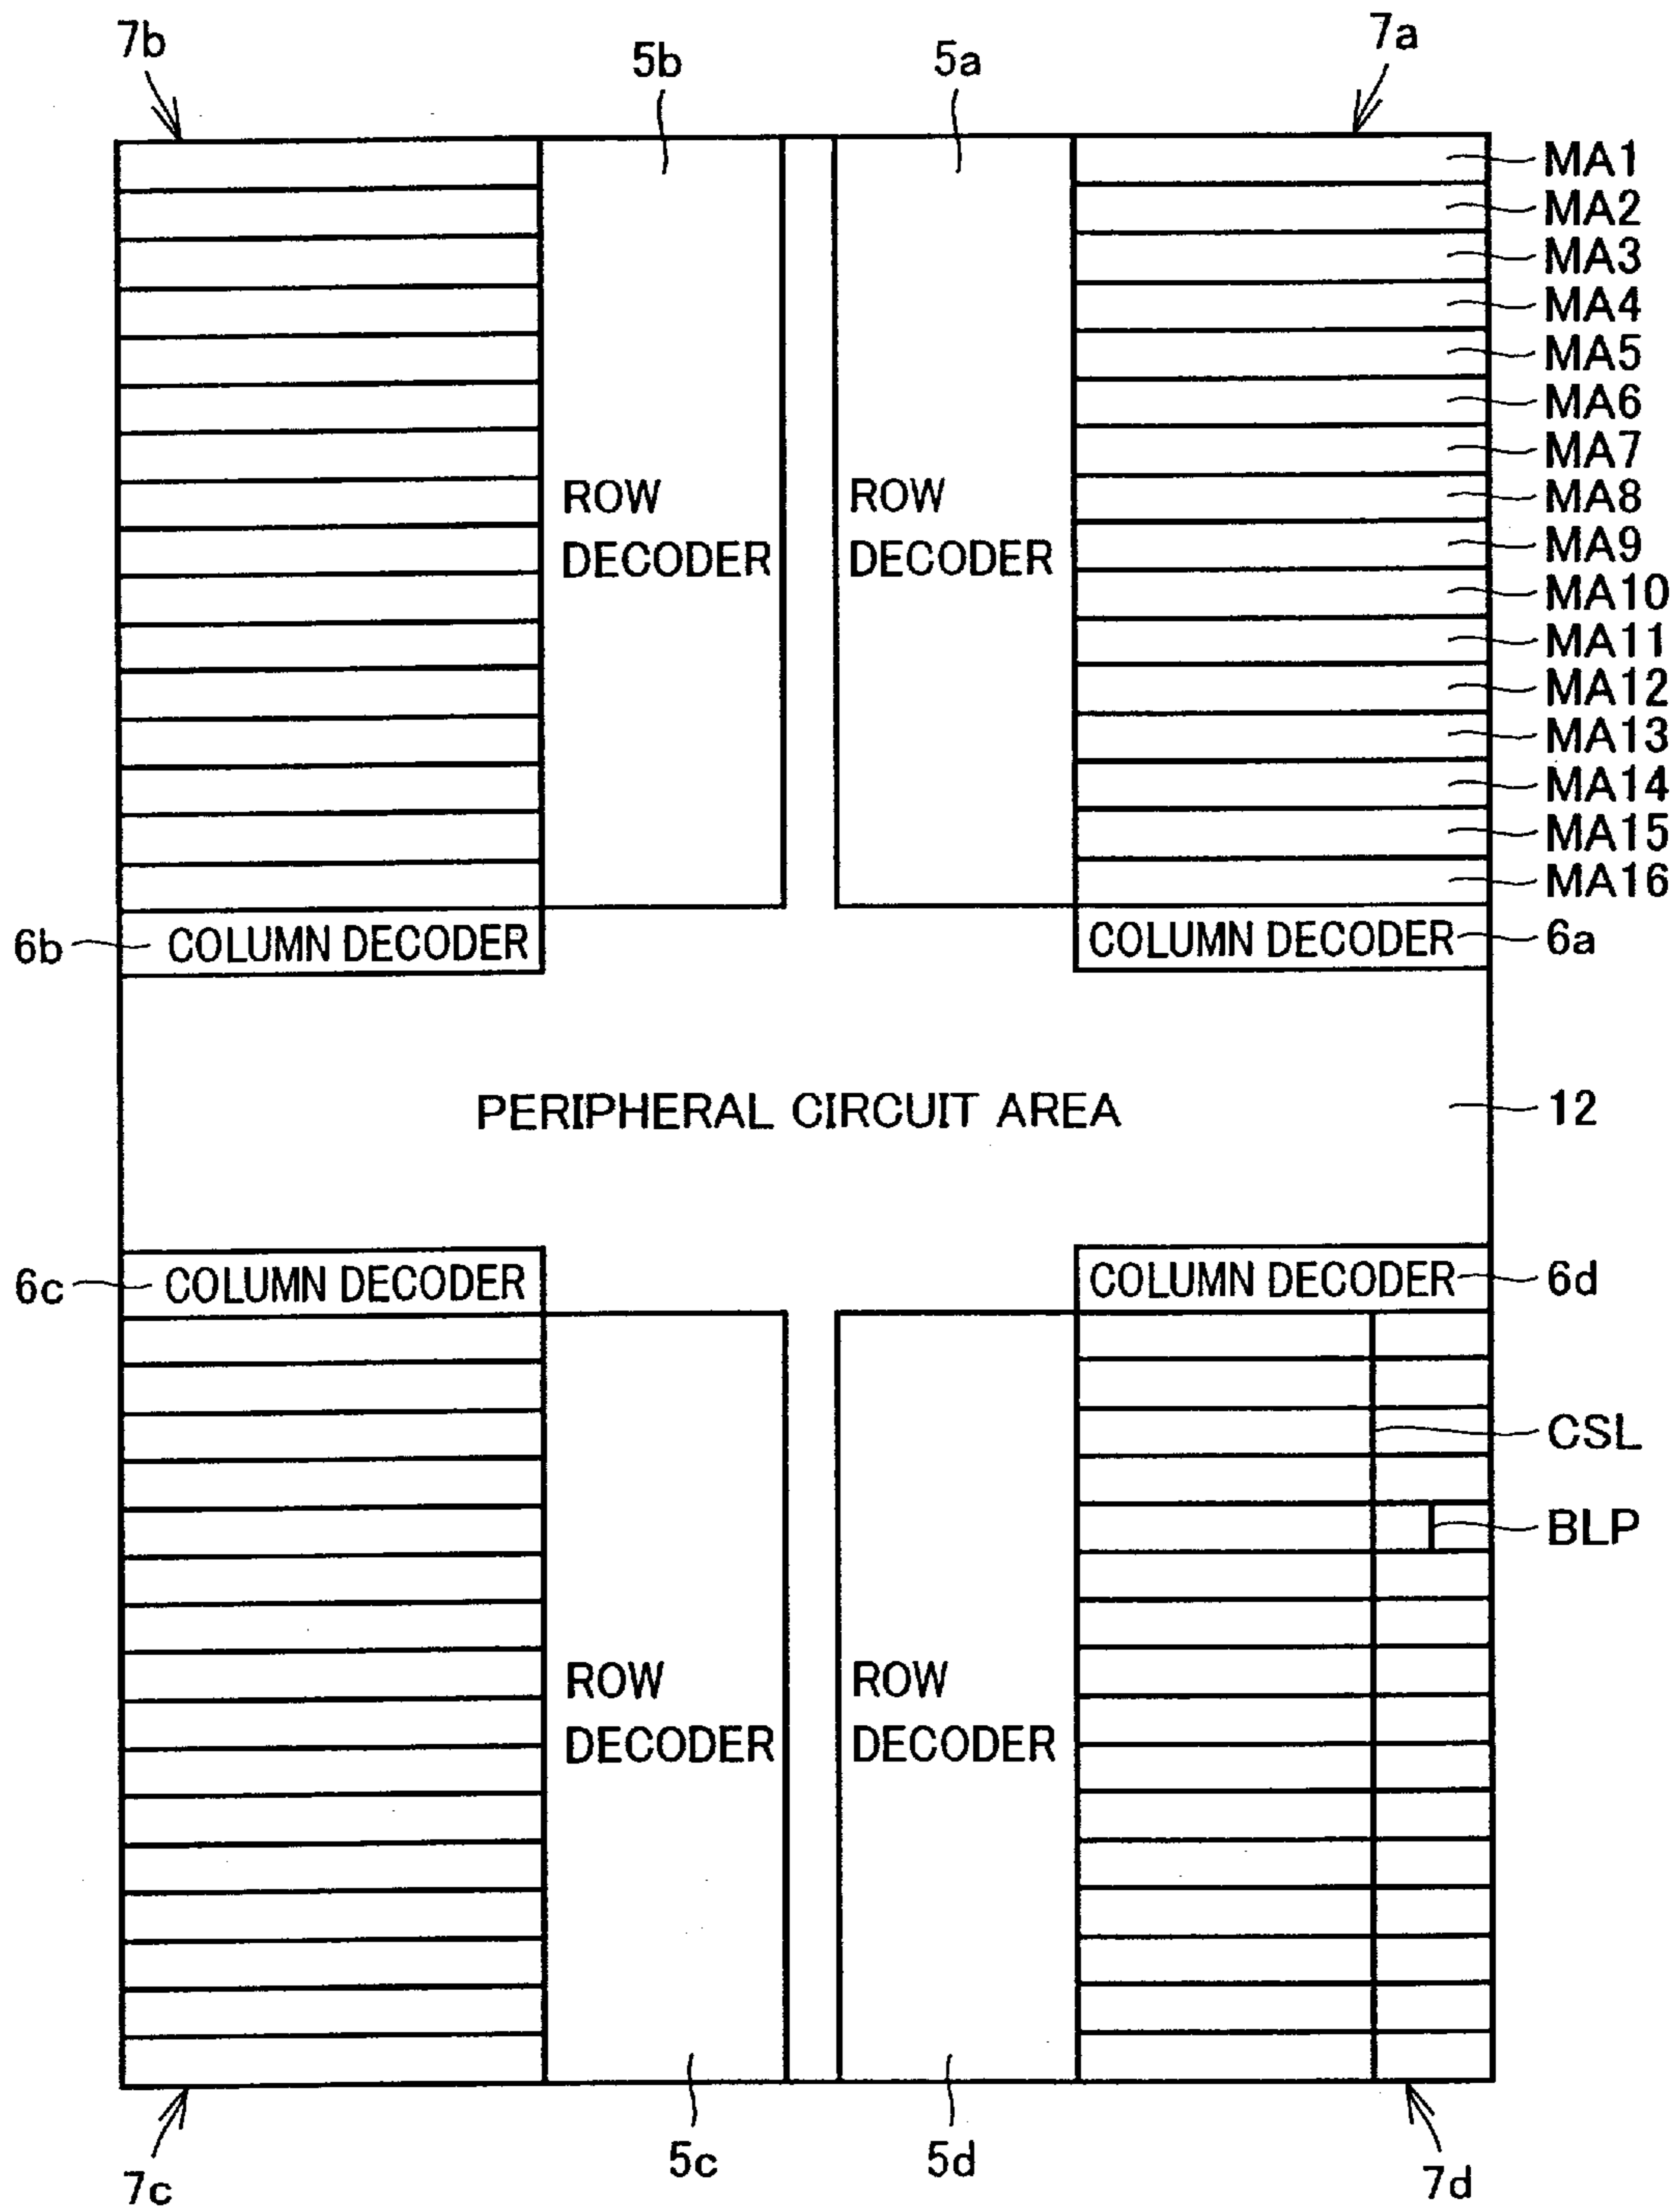 7b 5b 5a 7a
MA1
MA2
MA3
MA4
MA5
MA6
MA7
ROW ROW MA8
DECODER DECODER MA9
MA10
MA11
MA12
MA13
MA14
MA15
MA16
6b COLUMN DECODER COLUMN DECODER 6a
PERIPHERAL CIRCUIT AREA 12
6c COLUMN DECODER COLUMN DECODER 6d
CSL
BLP
ROW ROW
DECODER DECODER
7c 5c 5d 7d